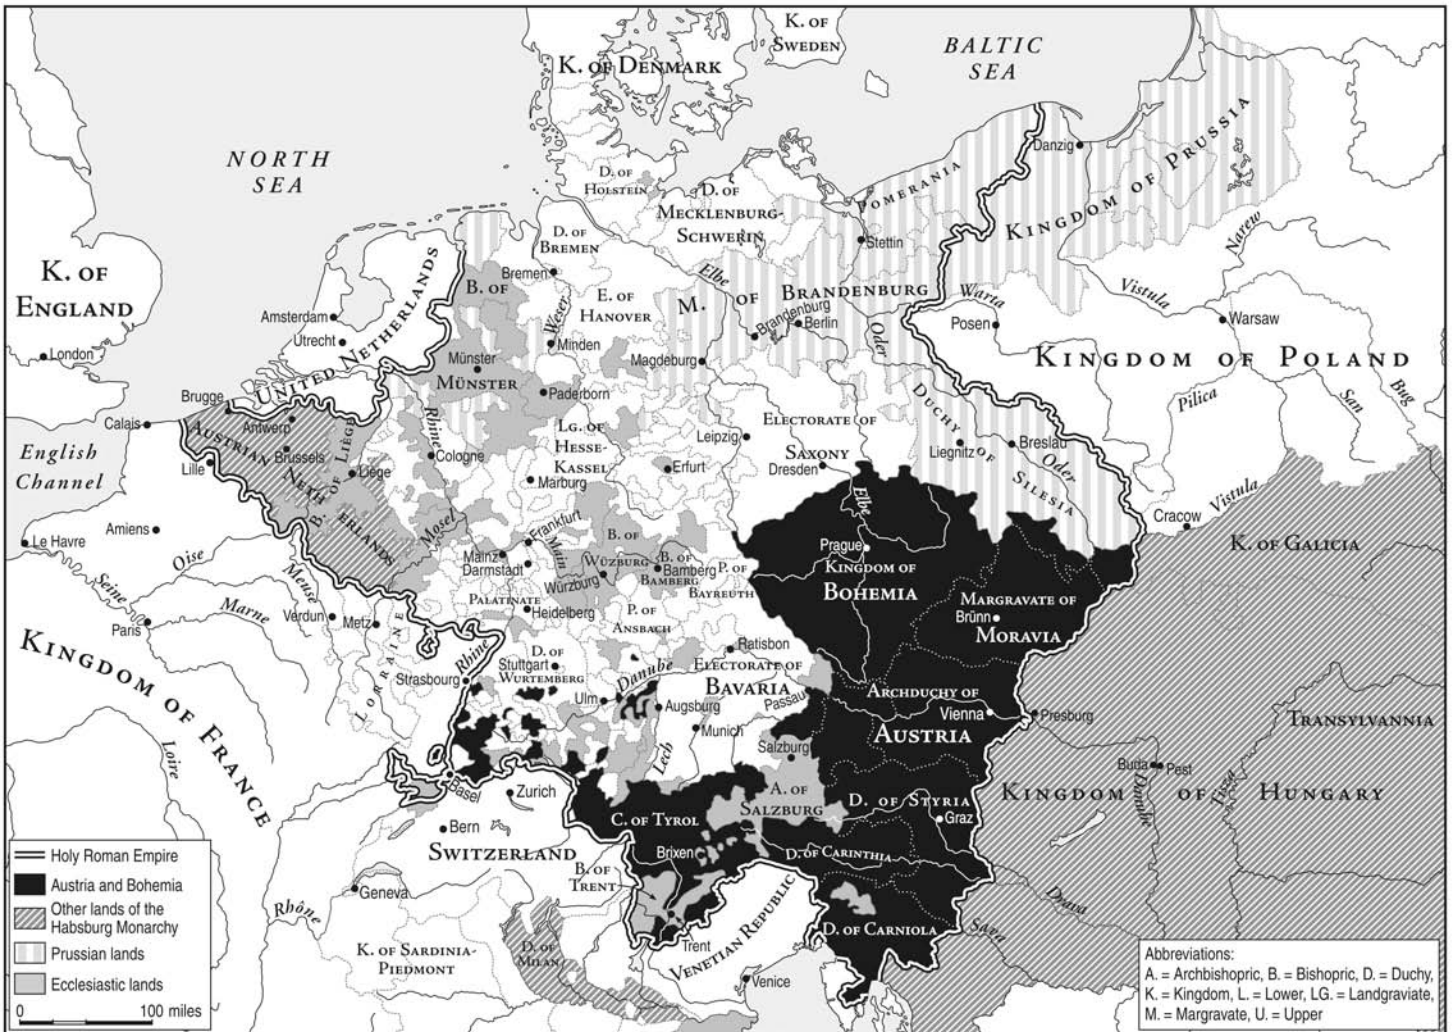 K. OF SWEDEN
BALTIC SEA
K. OF DENMARK
NORTH SEA
Danzig
KINGDOM OF PRUSSIA
D. OF HOLSTEIN
D. OF MECKLENBURG-SCHWERIN
POMERANIA
Stettin
D. OF BREMEN
Bremen
K. OF ENGLAND
London
UNITED NETHERLANDS
Amsterdam
Utrecht
B. OF MÜNSTER
Münster
Weser
E. OF HANOVER
Minden
Elbe
M. OF BRANDENBURG
Brandenburg
Berlin
Magdeburg
Oder
Warta
Posen
Vistula
Narew
Warsaw
KINGDOM OF POLAND
Pilica
San
Bug
Brugge
Calais
English Channel
Lille
Antwerp
Brussels
AUSTRIAN NETHERLANDS
B. OF LIÈGE
Liège
Rhine
Cologne
Paderborn
LG. OF HESSE-KASSEL
Marburg
Erfurt
Leipzig
ELECTORATE OF SAXONY
Dresden
DUCHY OF SILESIA
Liegnitz
Breslau
Oder
Cracow
Vistula
K. OF GALICIA
Amiens
Le Havre
Oise
Seine
Marne
Meuse
Paris
Verdun
Metz
LORRAINE
Mosel
Mainz
Frankfurt
Darmstadt
Main
B. OF WÜZBURG
Würzburg
B. OF BAMBERG
Bamberg
P. OF BAYREUTH
PALATINATE
Heidelberg
P. OF ANSBACH
Elbe
Prague
KINGDOM OF BOHEMIA
MARGRAVATE OF MORAVIA
Brünn
KINGDOM OF FRANCE
Loire
Strasbourg
Rhine
D. OF WURTEMBERG
Stuttgart
Ulm
Danube
Ratisbon
ELECTORATE OF BAVARIA
Augsburg
Munich
Lech
Passau
Salzburg
ARCHDUCHY OF AUSTRIA
Vienna
Presburg
TRANSYLVANNIA
Buda
Pest
Danube
Tisa
KINGDOM OF HUNGARY
Basel
Zurich
Bern
SWITZERLAND
Geneva
Rhône
C. OF TYROL
Brixen
A. OF SALZBURG
D. OF STYRIA
Graz
D. OF CARINTHIA
B. OF TRENT
Trent
VENETIAN REPUBLIC
Venice
D. OF CARNIOLA
Drava
Sava
K. OF SARDINIA-PIEDMONT
D. OF MILAN
Holy Roman Empire
Austria and Bohemia
Other lands of the
Habsburg Monarchy
Prussian lands
Ecclesiastic lands
0 100 miles
Abbreviations:
A. = Archbishopric, B. = Bishopric, D. = Duchy,
K. = Kingdom, L. = Lower, LG. = Landgraviate,
M. = Margravate, U. = Upper